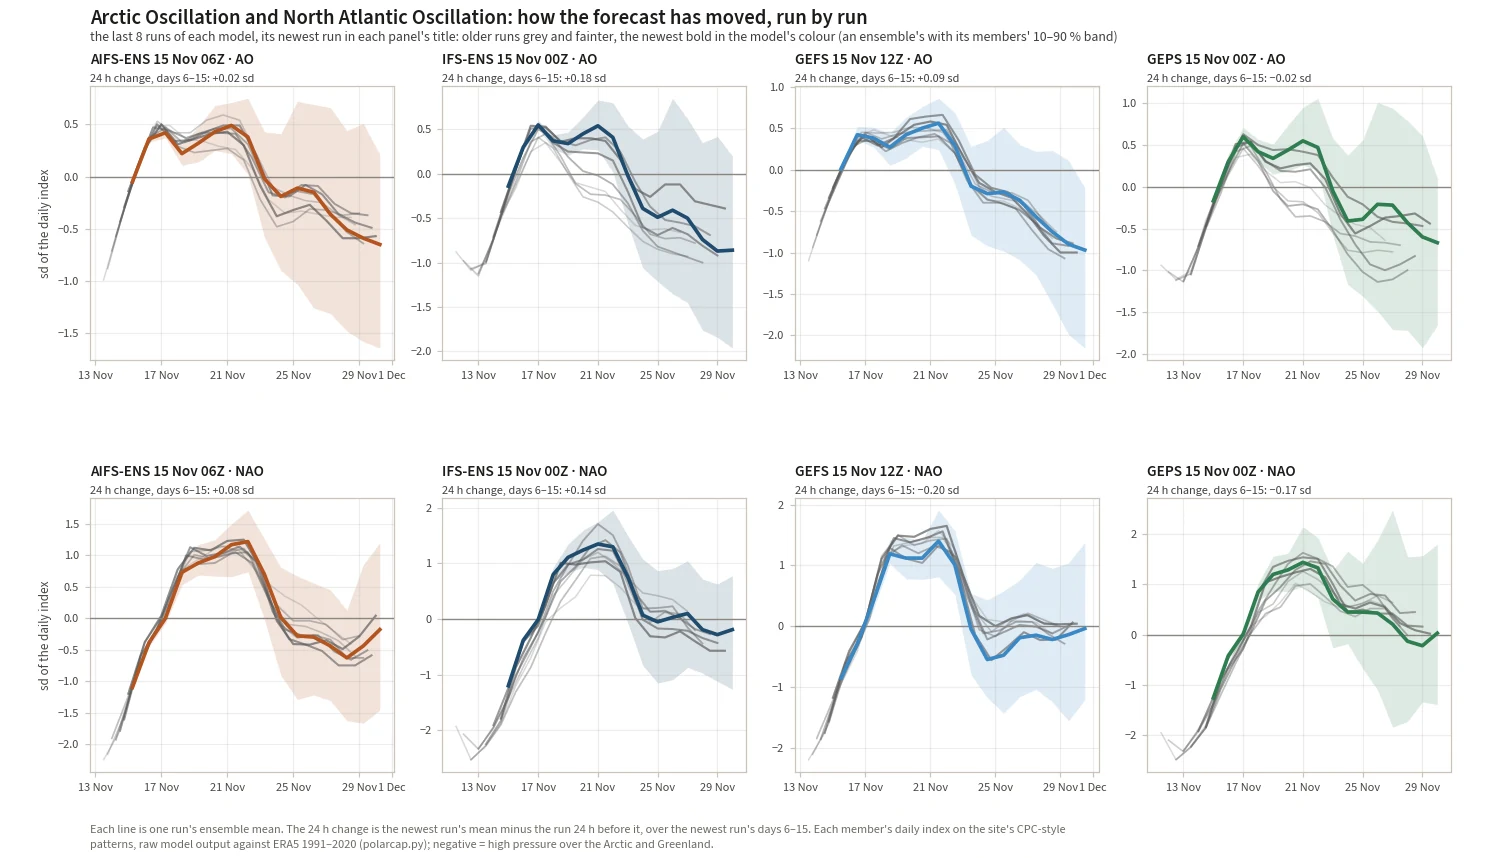 Arctic Oscillation and North Atlantic Oscillation: how the forecast has moved, run by run
the last 8 runs of each model, its newest run in each panel's title: older runs grey and fainter, the newest bold in the model's colour (an ensemble's with its members' 10–90 % band)
AIFS-ENS 15 Nov 06Z · AO
24 h change, days 6–15: +0.02 sd
sd of the daily index
0.5
0.0
−0.5
−1.0
−1.5
13 Nov 17 Nov 21 Nov 25 Nov 29 Nov 1 Dec
IFS-ENS 15 Nov 00Z · AO
24 h change, days 6–15: +0.18 sd
0.5
0.0
−0.5
−1.0
−1.5
−2.0
13 Nov 17 Nov 21 Nov 25 Nov 29 Nov
GEFS 15 Nov 12Z · AO
24 h change, days 6–15: +0.09 sd
1.0
0.5
0.0
−0.5
−1.0
−1.5
−2.0
13 Nov 17 Nov 21 Nov 25 Nov 29 Nov 1 Dec
GEPS 15 Nov 00Z · AO
24 h change, days 6–15: −0.02 sd
1.0
0.5
0.0
−0.5
−1.0
−1.5
−2.0
13 Nov 17 Nov 21 Nov 25 Nov 29 Nov
AIFS-ENS 15 Nov 06Z · NAO
24 h change, days 6–15: +0.08 sd
sd of the daily index
1.5
1.0
0.5
0.0
−0.5
−1.0
−1.5
−2.0
13 Nov 17 Nov 21 Nov 25 Nov 29 Nov 1 Dec
IFS-ENS 15 Nov 00Z · NAO
24 h change, days 6–15: +0.14 sd
2
1
0
−1
−2
13 Nov 17 Nov 21 Nov 25 Nov 29 Nov
GEFS 15 Nov 12Z · NAO
24 h change, days 6–15: −0.20 sd
2
1
0
−1
−2
13 Nov 17 Nov 21 Nov 25 Nov 29 Nov 1 Dec
GEPS 15 Nov 00Z · NAO
24 h change, days 6–15: −0.17 sd
2
1
0
−1
−2
13 Nov 17 Nov 21 Nov 25 Nov 29 Nov
Each line is one run's ensemble mean. The 24 h change is the newest run's mean minus the run 24 h before it, over the newest run's days 6–15. Each member's daily index on the site's CPC-style
patterns, raw model output against ERA5 1991–2020 (polarcap.py); negative = high pressure over the Arctic and Greenland.